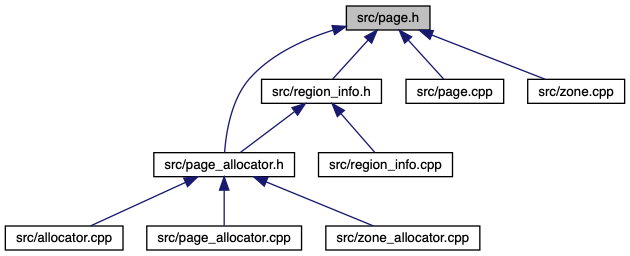 src/page.h
src/region_info.h
src/page.cpp
src/zone.cpp
src/page_allocator.h
src/region_info.cpp
src/allocator.cpp
src/page_allocator.cpp
src/zone_allocator.cpp